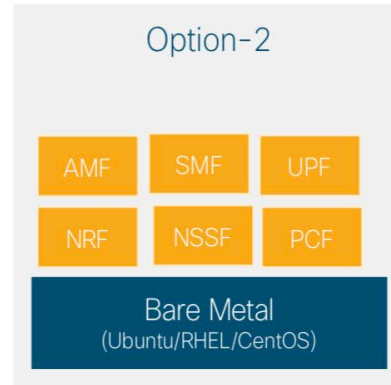 Option-2
AMF SMF UPF
NRF NSSF PCF
Bare Metal
(Ubuntu/RHEL/CentOS)